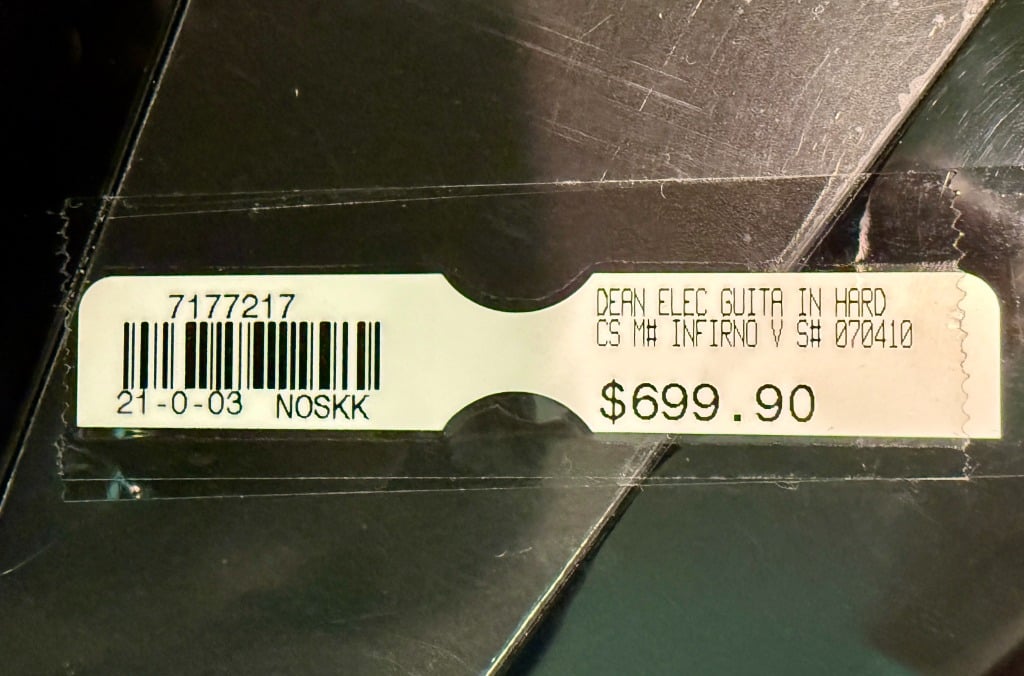 7177217
21-0-03 NOSKK
DEAN ELEC GUITA IN HARD
CS M# INFIRNO V S# 070410
$699.90